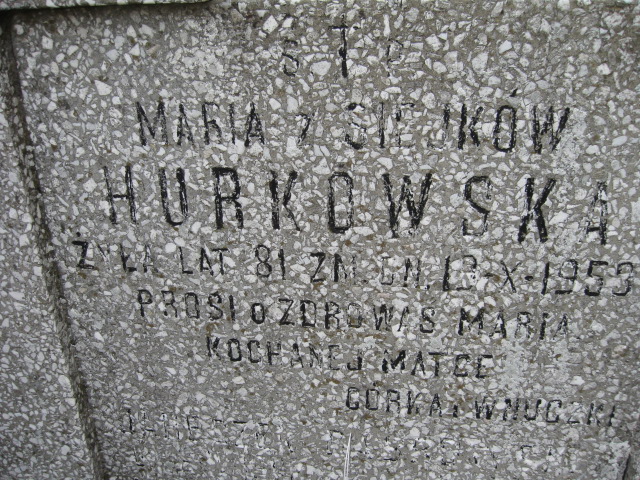 Ś T P
MARIA Z SIEJKÓW
HURKOWSKA
ŻYŁA LAT 81 ZM. DN. 13-X-1953
PROSI O ZDROWAŚ MARIA
KOCHANEJ MATCE
CÓRKA I WNUCZKI